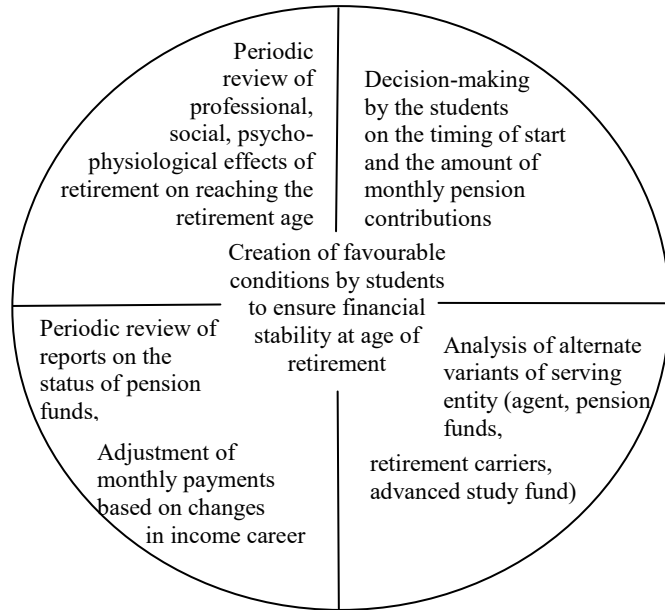 Periodic
review of
professional,
social, psycho-
physiological effects of
retirement on reaching the
retirement age
Decision-making
by the students
on the timing of start
and the amount of
monthly pension
contributions
Creation of favourable
conditions by students
to ensure financial
stability at age of
retirement
Periodic review of
reports on the
status of pension
funds,
Adjustment of
monthly payments
based on changes
in income career
Analysis of alternate
variants of serving
entity (agent, pension
funds,
retirement carriers,
advanced study fund)